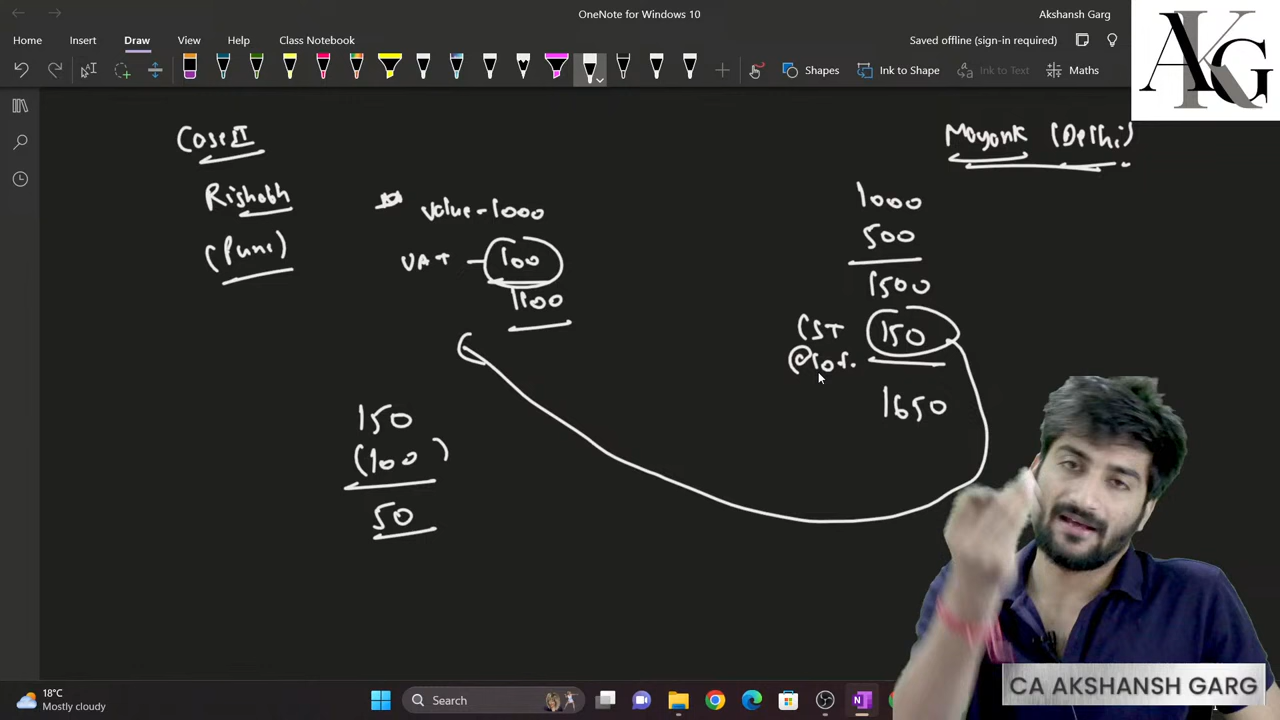 OneNote for Windows 10
Akshansh Garg
Home Insert Draw View Help Class Notebook
Saved offline (sign-in required)
Shapes Ink to Shape Ink to Text Maths
AKG
Case II
Rishabh
(Pune)
Value - 1000
VAT - 100
1100
150
(100)
50
Mayank (Delhi)
1000
500
1500
CST 150
@10%.
1650
CA AKSHANSH GARG
18°C
Mostly cloudy
Search